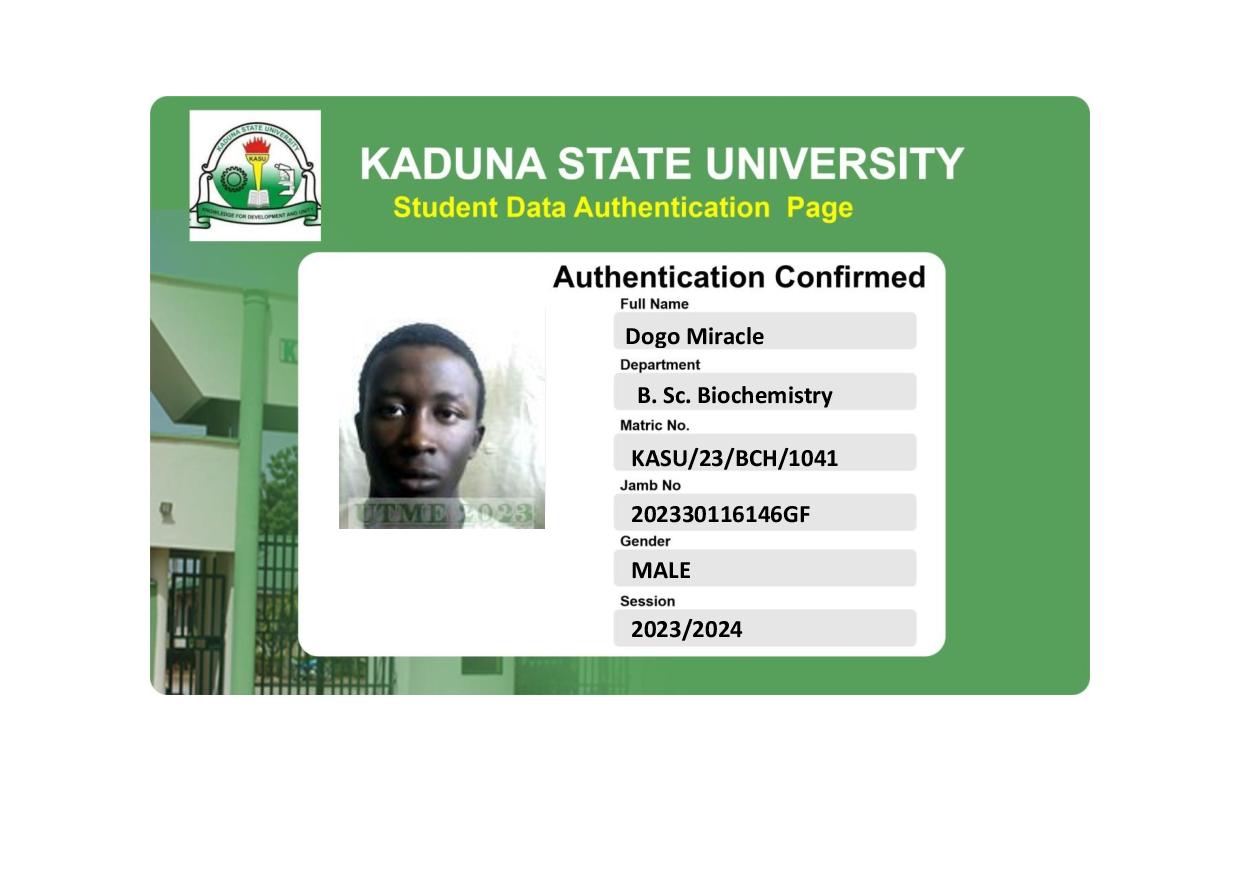 KADUNA STATE UNIVERSITY
KASU
KNOWLEDGE FOR DEVELOPMENT AND UNITY
KADUNA STATE UNIVERSITY
Student Data Authentication Page
K
Authentication Confirmed
Full Name
Dogo Miracle
Department
B. Sc. Biochemistry
Matric No.
KASU/23/BCH/1041
Jamb No
202330116146GF
Gender
MALE
Session
2023/2024
UTME 2023